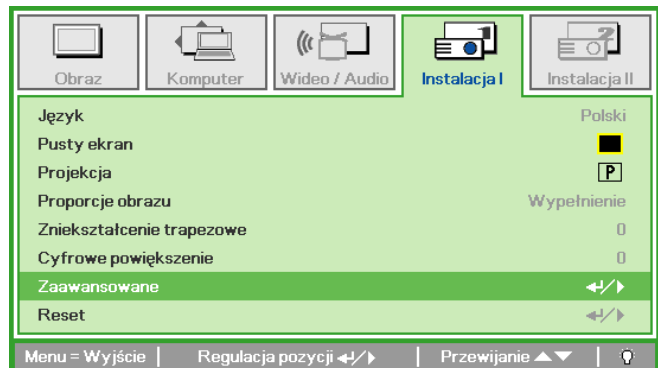 Obraz
Komputer
Wideo / Audio
Instalacja I
Instalacja II
Język Polski
Pusty ekran
Projekcja P
Proporcje obrazu Wypełnienie
Zniekształcenie trapezowe 0
Cyfrowe powiększenie 0
Zaawansowane
Reset
Menu = Wyjście Regulacja pozycji Przewijanie